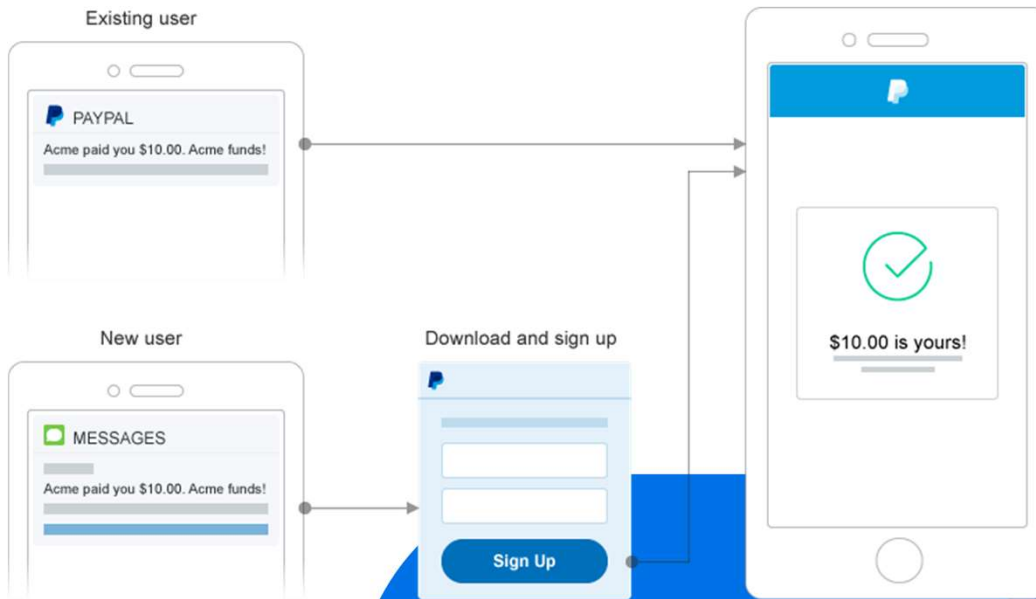 Existing user
PAYPAL
Acme paid you $10.00. Acme funds!
$10.00 is yours!
New user
MESSAGES
Acme paid you $10.00. Acme funds!
Download and sign up
Sign Up